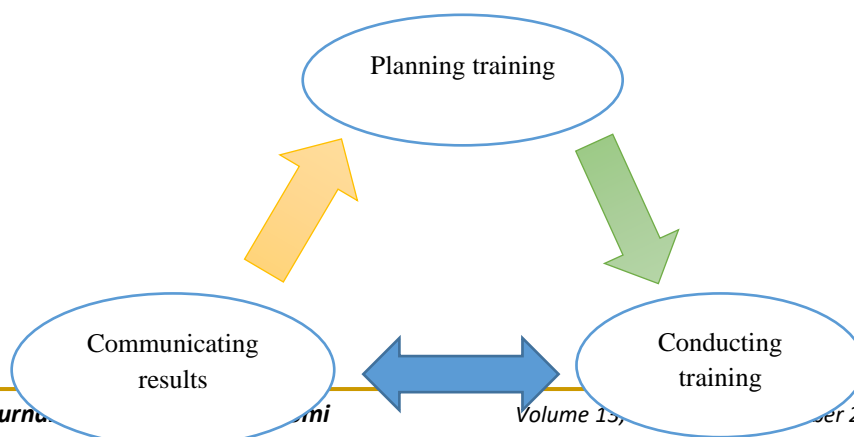 Planning training
Communicating
results
Conducting
training
Volume 13,